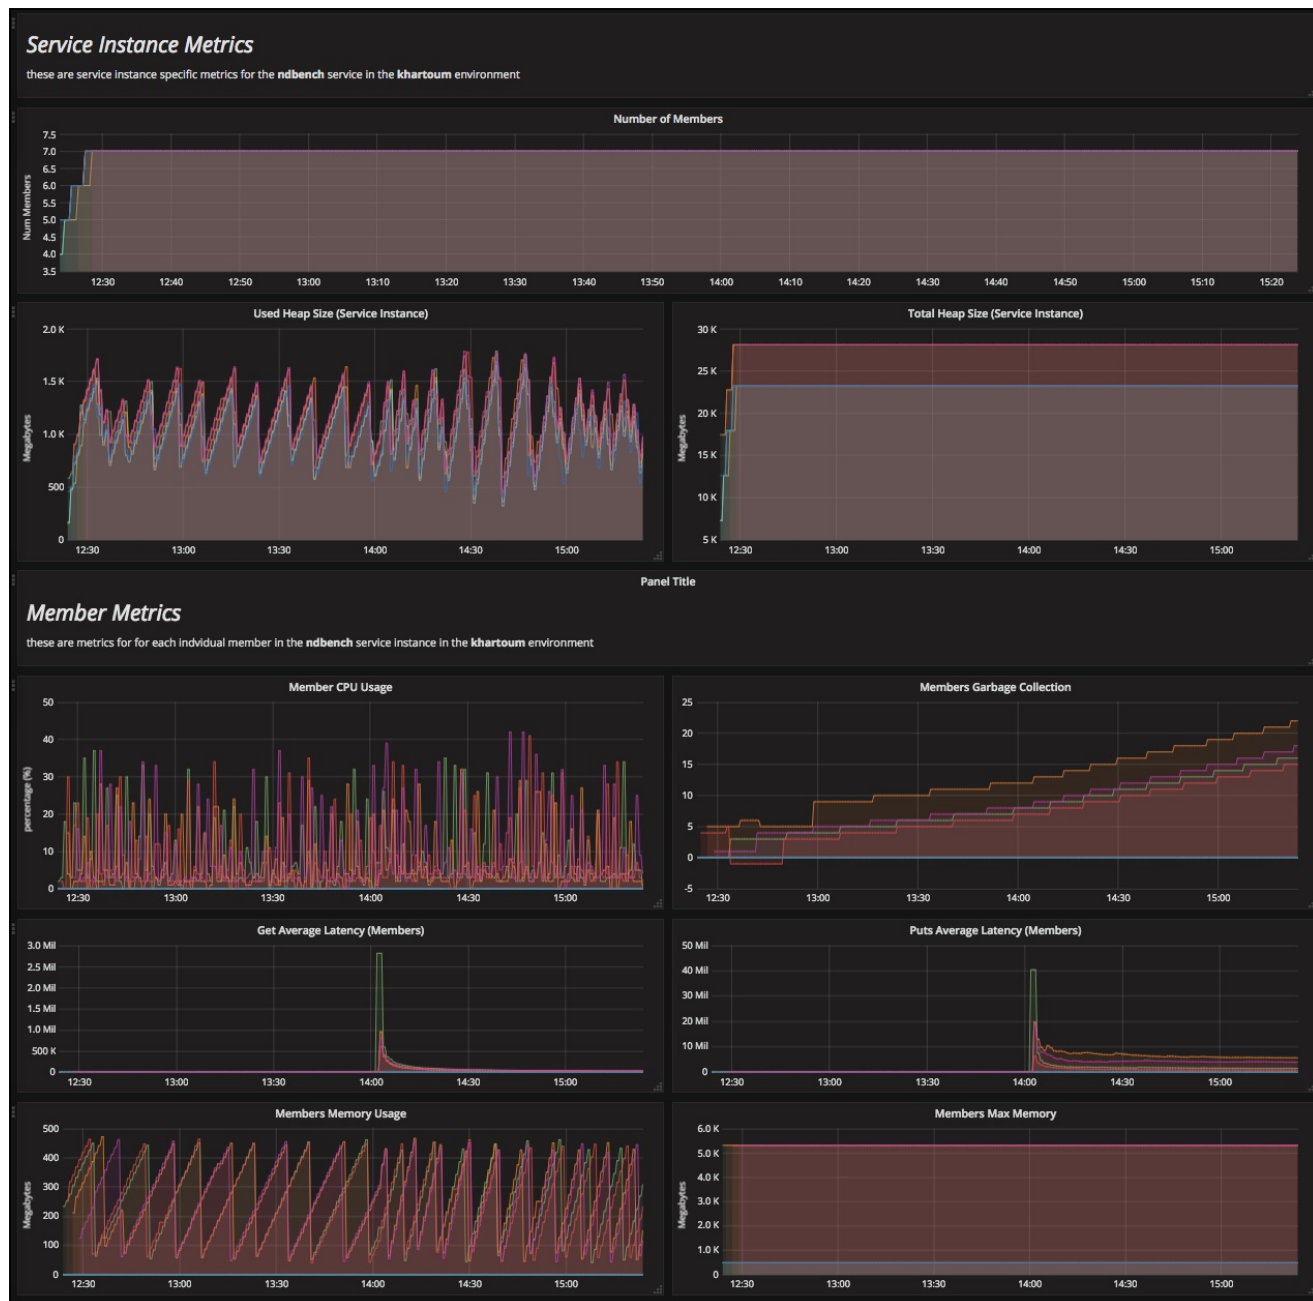 Service Instance Metrics
these are service instance specific metrics for the ndbench service in the khartoum environment
Number of Members
Num Members
7.5
7.0
6.5
6.0
5.5
5.0
4.5
4.0
3.5
12:30 12:40 12:50 13:00 13:10 13:20 13:30 13:40 13:50 14:00 14:10 14:20 14:30 14:40 14:50 15:00 15:10 15:20
Used Heap Size (Service Instance)
Megabytes
2.0 K
1.5 K
1.0 K
500
0
12:30 13:00 13:30 14:00 14:30 15:00
Total Heap Size (Service Instance)
Megabytes
30 K
25 K
20 K
15 K
10 K
5 K
12:30 13:00 13:30 14:00 14:30 15:00
Panel Title
Member Metrics
these are metrics for for each indvidual member in the ndbench service instance in the khartoum environment
Member CPU Usage
percentage (%)
50
40
30
20
10
0
12:30 13:00 13:30 14:00 14:30 15:00
Members Garbage Collection
25
20
15
10
5
0
-5
12:30 13:00 13:30 14:00 14:30 15:00
Get Average Latency (Members)
3.0 Mil
2.5 Mil
2.0 Mil
1.5 Mil
1.0 Mil
500 K
0
12:30 13:00 13:30 14:00 14:30 15:00
Puts Average Latency (Members)
50 Mil
40 Mil
30 Mil
20 Mil
10 Mil
0
12:30 13:00 13:30 14:00 14:30 15:00
Members Memory Usage
Megabytes
500
400
300
200
100
0
12:30 13:00 13:30 14:00 14:30 15:00
Members Max Memory
Megabytes
6.0 K
5.0 K
4.0 K
3.0 K
2.0 K
1.0 K
0
12:30 13:00 13:30 14:00 14:30 15:00